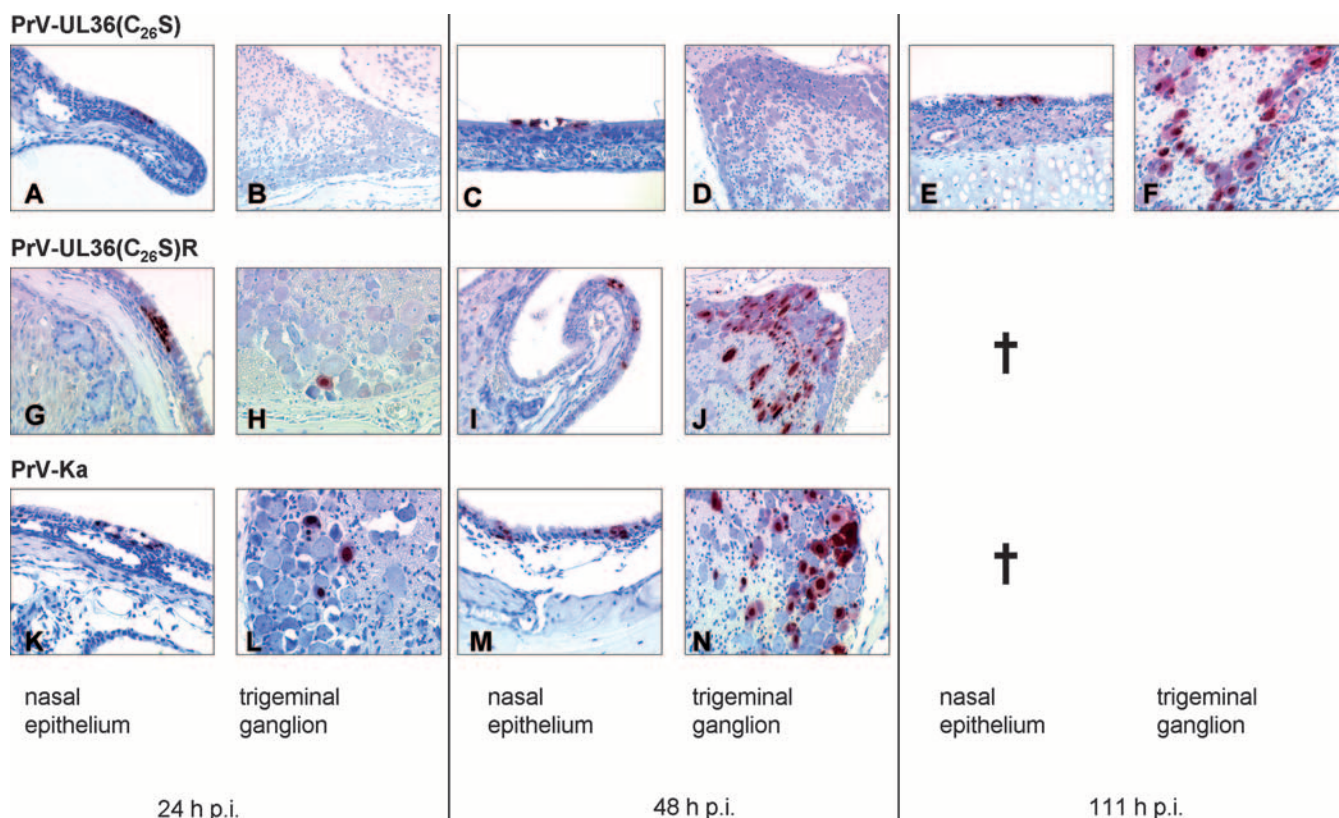 PrV-UL36(C26S)
A B C D E F
PrV-UL36(C26S)R
† 
G H I J
PrV-Ka
†
K L M N
nasal trigeminal nasal trigeminal nasal trigeminal
epithelium ganglion epithelium ganglion epithelium ganglion
24 h p.i. 48 h p.i. 111 h p.i.